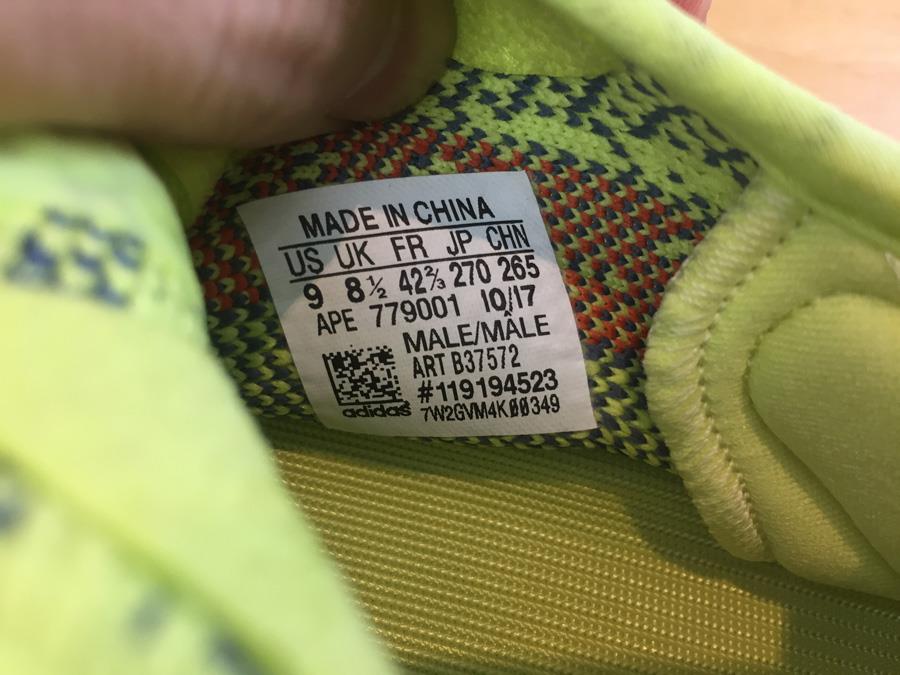 MADE IN CHINA
US UK FR JP CHN
9 8½ 42⅔ 270 265
APE 779001 10/17
MALE/MÂLE
ART B37572
#119194523
adidas 7W2GVM4K00349